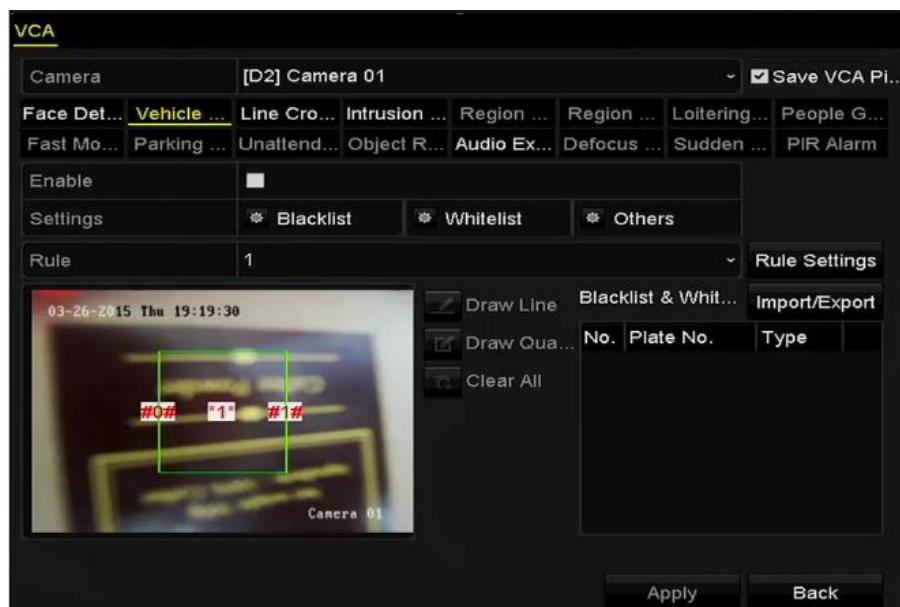 VCA
Camera [D2] Camera 01 Save VCA Pi...
Face Det... Vehicle ... Line Cro... Intrusion ... Region ... Region ... Loitering... People G...
Fast Mo... Parking ... Unattend... Object R... Audio Ex... Defocus ... Sudden ... PIR Alarm
Enable
Settings Blacklist Whitelist Others
Rule 1 Rule Settings
03-26-2015 Thu 19:19:30
Draw Line
Draw Qua...
Clear All
#0# *1* #1#
Camera 01
Blacklist & Whit... Import/Export
No. Plate No. Type
Apply Back